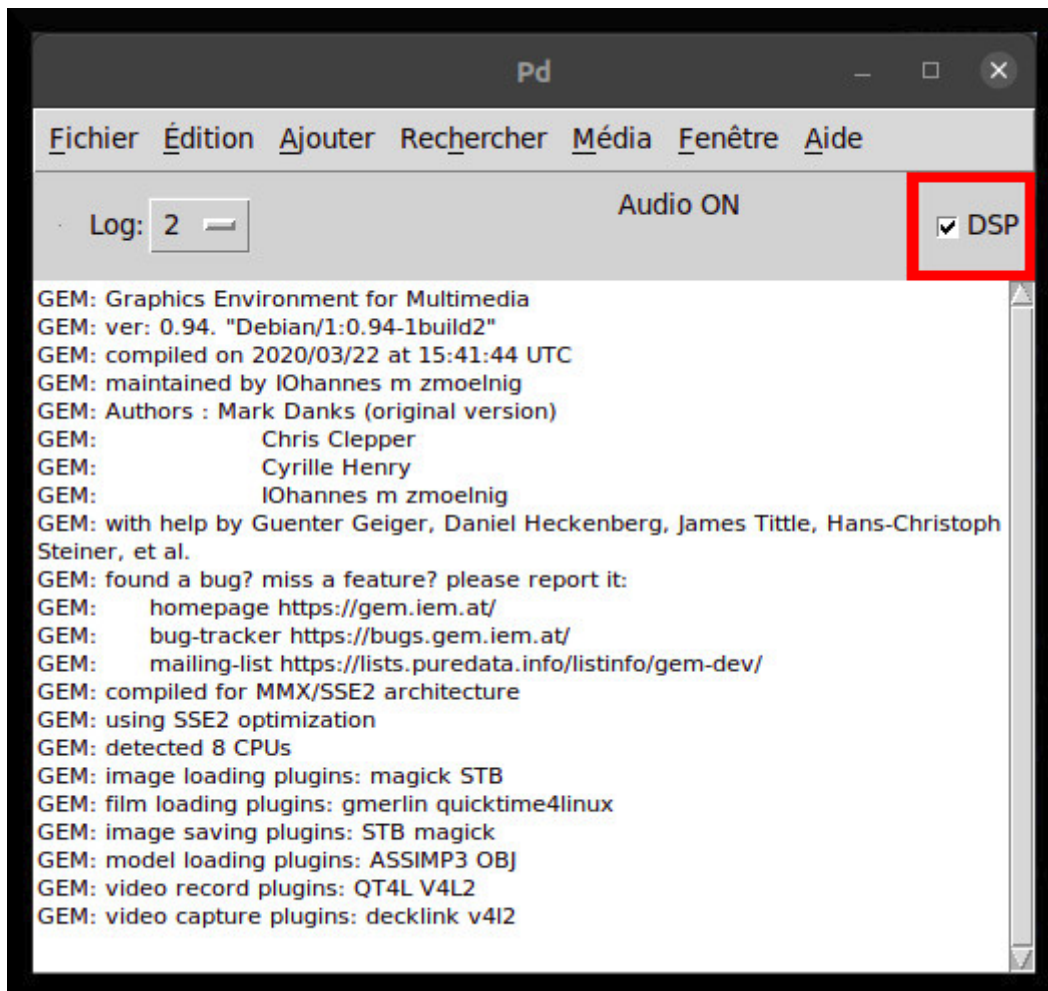 Pd
Fichier Édition Ajouter Rechercher Média Fenêtre Aide
Audio ON
Log: 2 DSP
GEM: Graphics Environment for Multimedia
GEM: ver: 0.94. "Debian/1:0.94-1build2"
GEM: compiled on 2020/03/22 at 15:41:44 UTC
GEM: maintained by IOhannes m zmoelnig
GEM: Authors : Mark Danks (original version)
GEM: Chris Clepper
GEM: Cyrille Henry
GEM: IOhannes m zmoelnig
GEM: with help by Guenter Geiger, Daniel Heckenberg, James Tittle, Hans-Christoph
Steiner, et al.
GEM: found a bug? miss a feature? please report it:
GEM: homepage https://gem.iem.at/
GEM: bug-tracker https://bugs.gem.iem.at/
GEM: mailing-list https://lists.puredata.info/listinfo/gem-dev/
GEM: compiled for MMX/SSE2 architecture
GEM: using SSE2 optimization
GEM: detected 8 CPUs
GEM: image loading plugins: magick STB
GEM: film loading plugins: gmerlin quicktime4linux
GEM: image saving plugins: STB magick
GEM: model loading plugins: ASSIMP3 OBJ
GEM: video record plugins: QT4L V4L2
GEM: video capture plugins: decklink v4l2